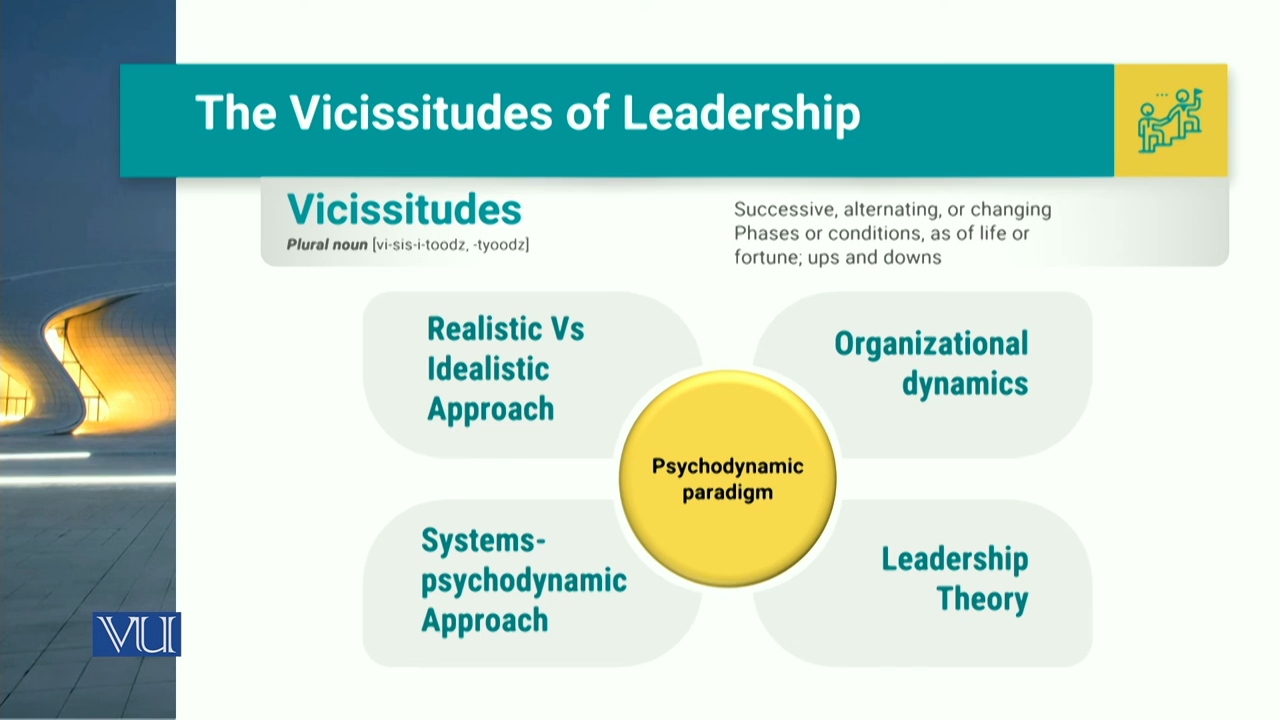 The Vicissitudes of Leadership
Vicissitudes
Plural noun [vi-sis-i-toodz, -tyoodz]
Successive, alternating, or changing
Phases or conditions, as of life or
fortune; ups and downs
Realistic Vs
Idealistic
Approach
Organizational
dynamics
Psychodynamic
paradigm
Systems-
psychodynamic
Approach
Leadership
Theory
VU